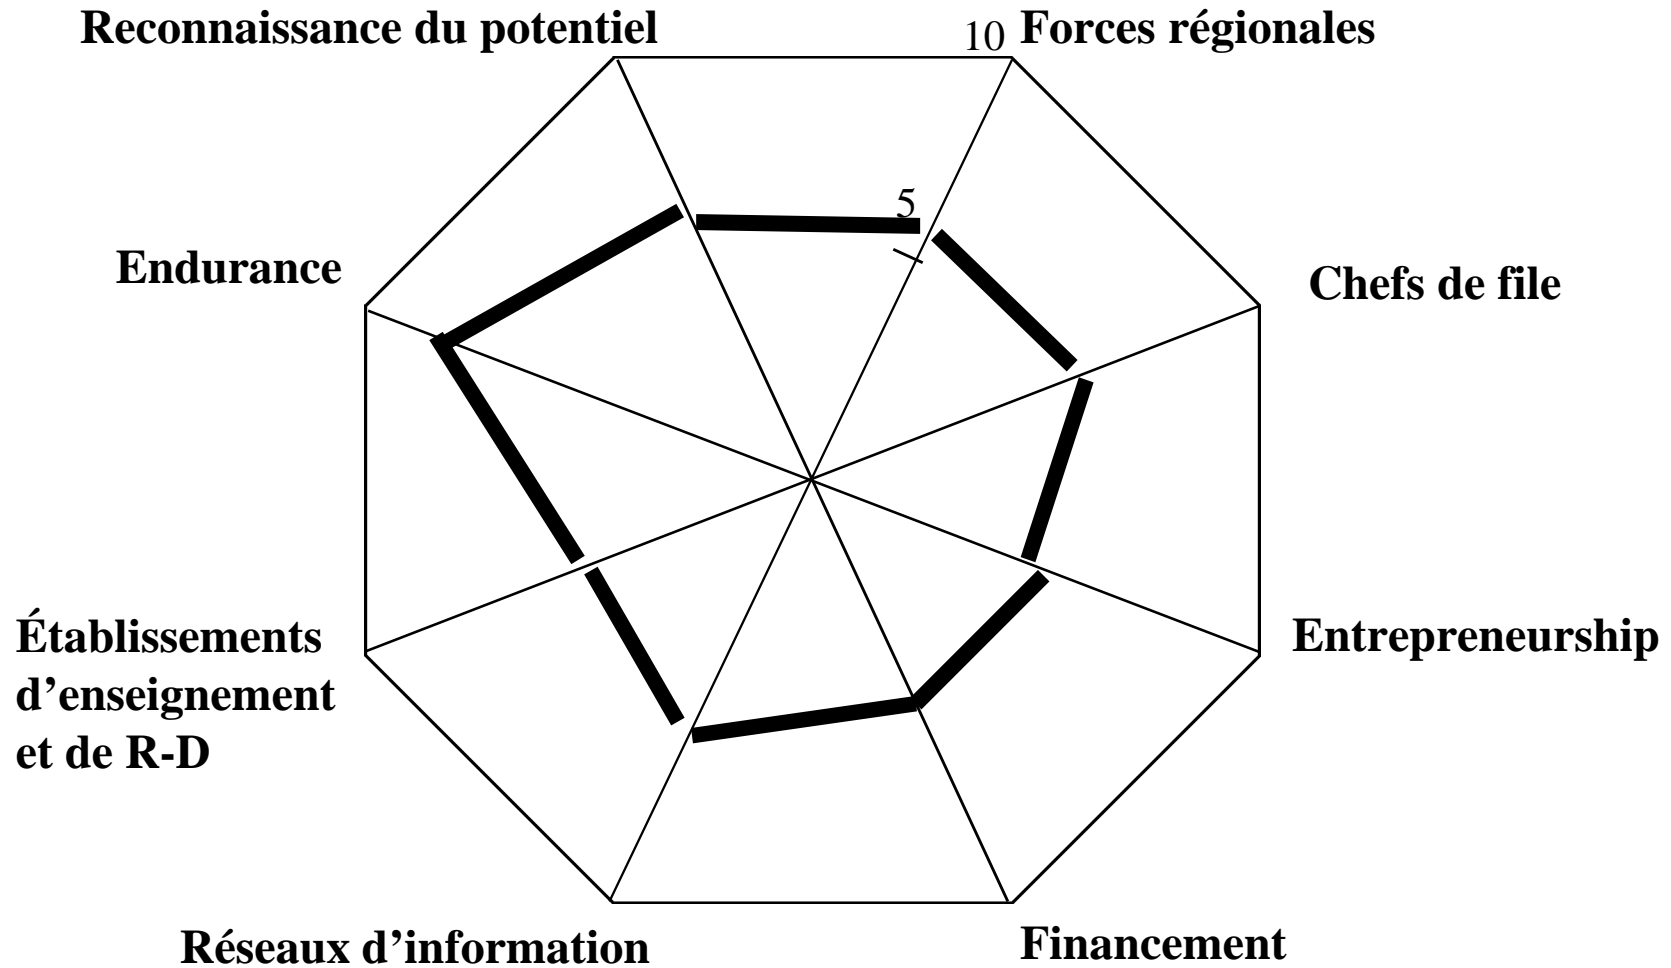 Reconnaissance du potentiel
10 Forces régionales
5
Endurance
Chefs de file
Établissements
d’enseignement
et de R-D
Entrepreneurship
Réseaux d’information
Financement